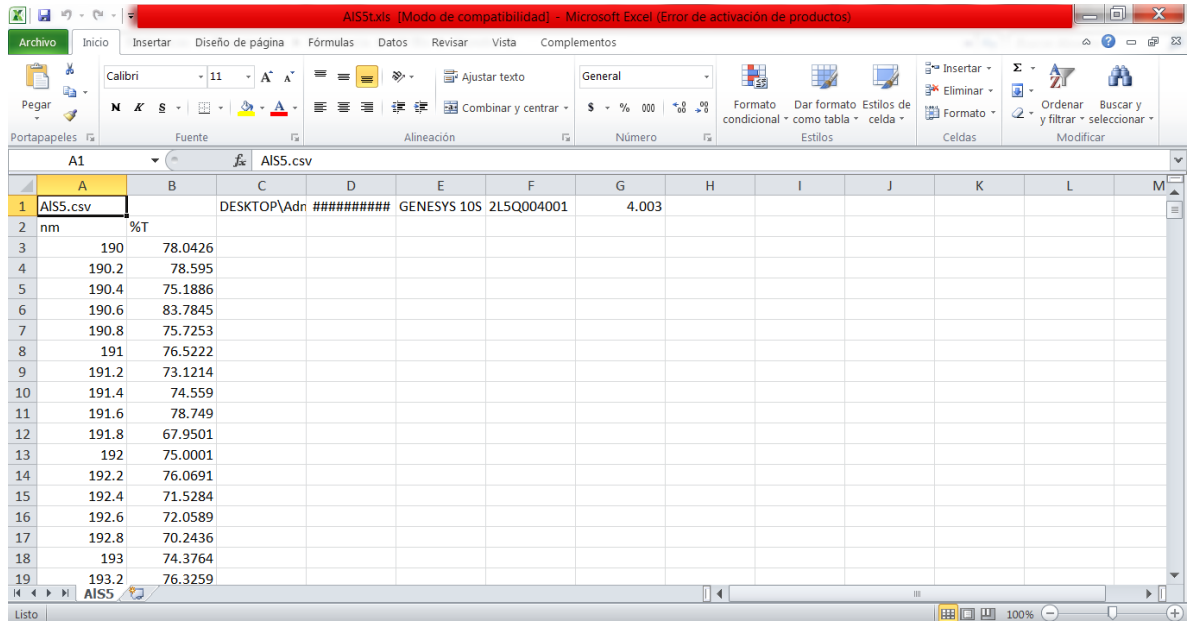 AlS5t.xls [Modo de compatibilidad] - Microsoft Excel (Error de activación de productos)
Archivo Inicio Insertar Diseño de página Fórmulas Datos Revisar Vista Complementos
Pegar
Calibri 11 A A
Ajustar texto
General
Formato condicional
Dar formato como tabla
Estilos de celda
Insertar
Eliminar
Formato
Σ
Ordenar y filtrar
Buscar y seleccionar
N K S A
Combinar y centrar
$ % 000
Portapapeles Fuente Alineación Número Estilos Celdas Modificar
A1 fx AlS5.csv
A B C D E F G H I J K L M
1 AlS5.csv DESKTOP\Adn ########## GENESYS 10S 2L5Q004001 4.003
2 nm %T
3 190 78.0426
4 190.2 78.595
5 190.4 75.1886
6 190.6 83.7845
7 190.8 75.7253
8 191 76.5222
9 191.2 73.1214
10 191.4 74.559
11 191.6 78.749
12 191.8 67.9501
13 192 75.0001
14 192.2 76.0691
15 192.4 71.5284
16 192.6 72.0589
17 192.8 70.2436
18 193 74.3764
19 193.2 76.3259
AlS5
Listo 100%